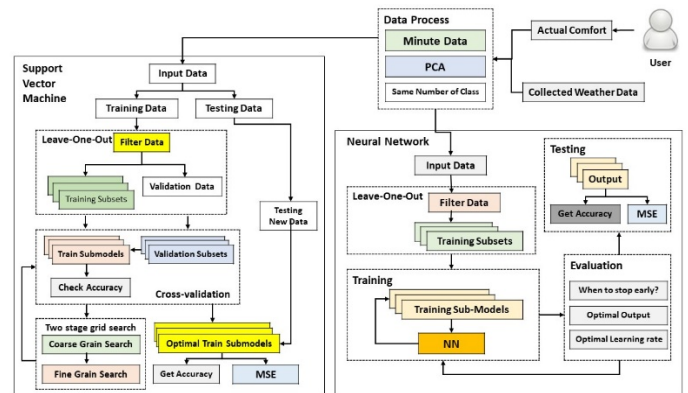 Data Process
Minute Data
PCA
Same Number of Class
Actual Comfort
User
Collected Weather Data
Support
Vector
Machine
Input Data
Training Data
Testing Data
Leave-One-Out
Filter Data
Training Subsets
Validation Data
Testing
New Data
Train Submodels
Validation Subsets
Check Accuracy
Cross-validation
Two stage grid search
Coarse Grain Search
Fine Grain Search
Optimal Train Submodels
Get Accuracy
MSE
Neural Network
Input Data
Leave-One-Out
Filter Data
Training Subsets
Training
Training Sub-Models
NN
Testing
Output
Get Accuracy
MSE
Evaluation
When to stop early?
Optimal Output
Optimal Learning rate